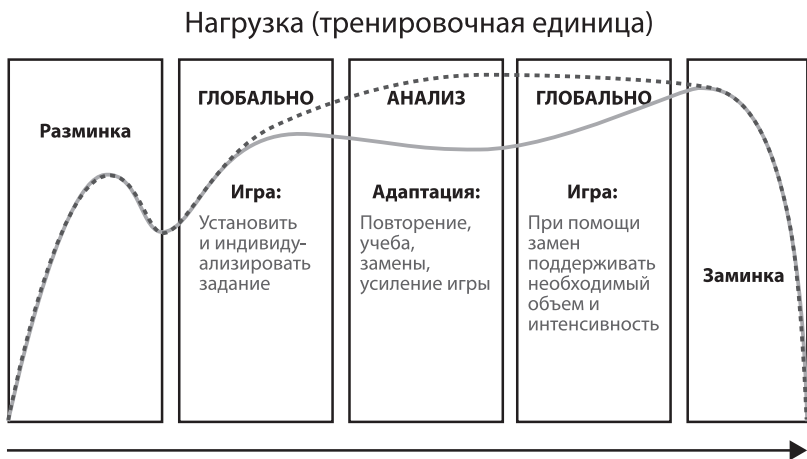 Нагрузка (тренировочная единица)
Разминка
ГЛОБАЛЬНО
Игра:
Установить
и индивиду-
ализировать
задание
АНАЛИЗ
Адаптация:
Повторение,
учеба,
замены,
усиление игры
ГЛОБАЛЬНО
Игра:
При помощи
замен
поддерживать
необходимый
объем и
интенсивность
Заминка